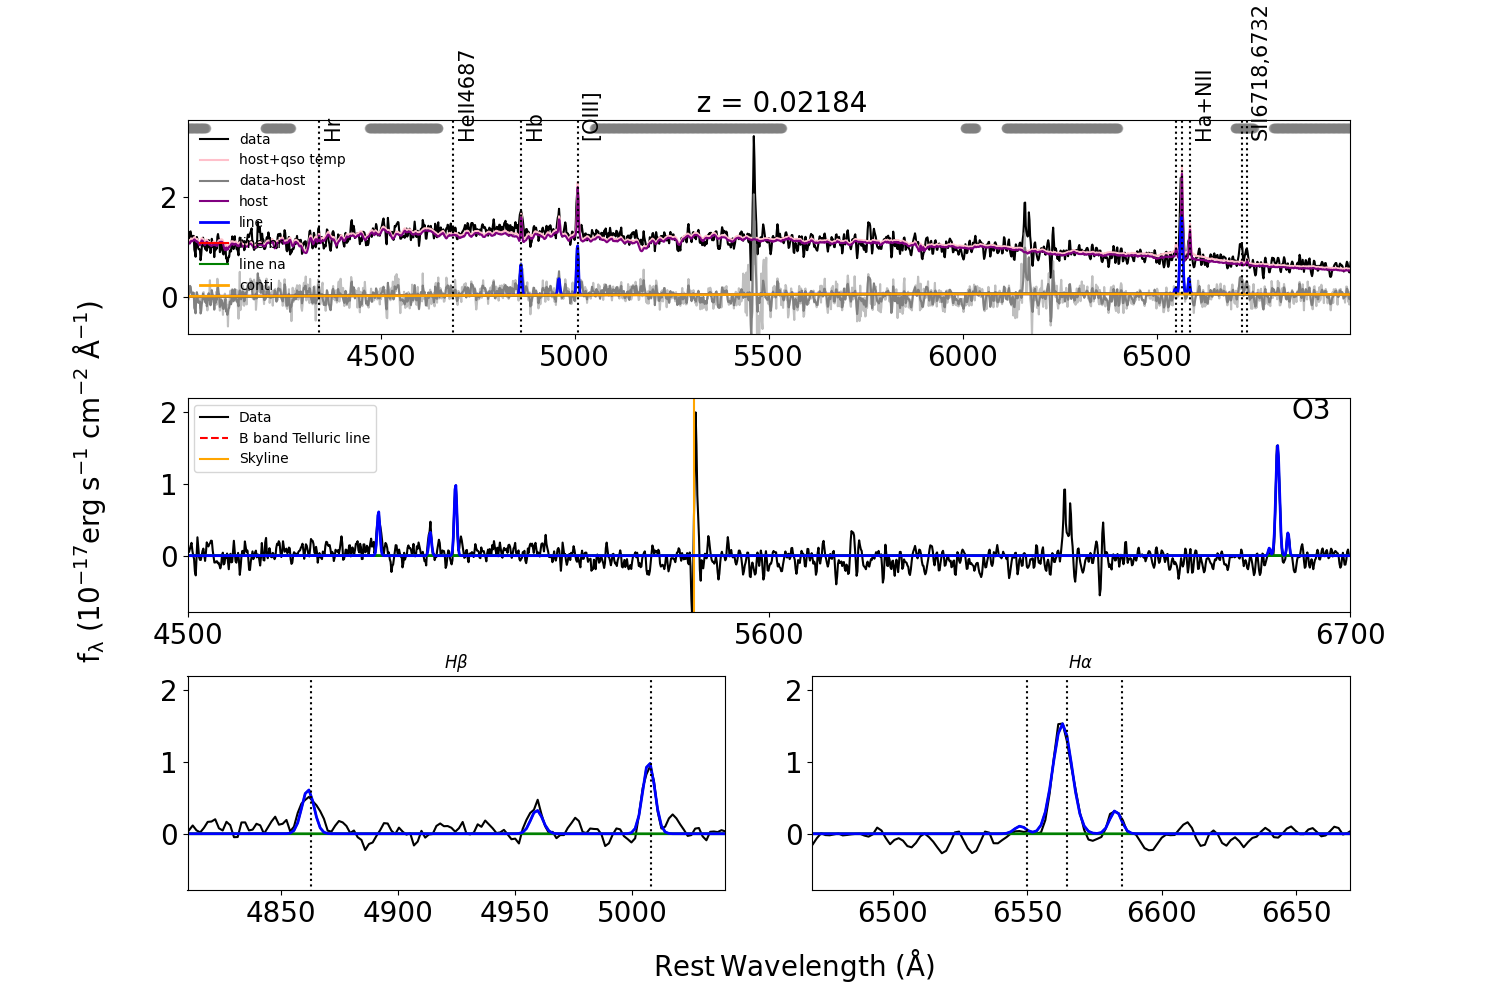 HeII4687
SII6718,6732
z = 0.02184
Hr
Hb
[OIII]
Ha+NII
data
host+qso temp
data-host
host
line
line na
conti
2
0
4500 5000 5500 6000 6500
O3
Data
B band Telluric line
Skyline
2
1
0
4500 5600 6700
fλ (10−17erg s−1 cm−2 Å−1)
Hβ Hα
2 2
1 1
0 0
4850 4900 4950 5000 6500 6550 6600 6650
Rest Wavelength (Å)